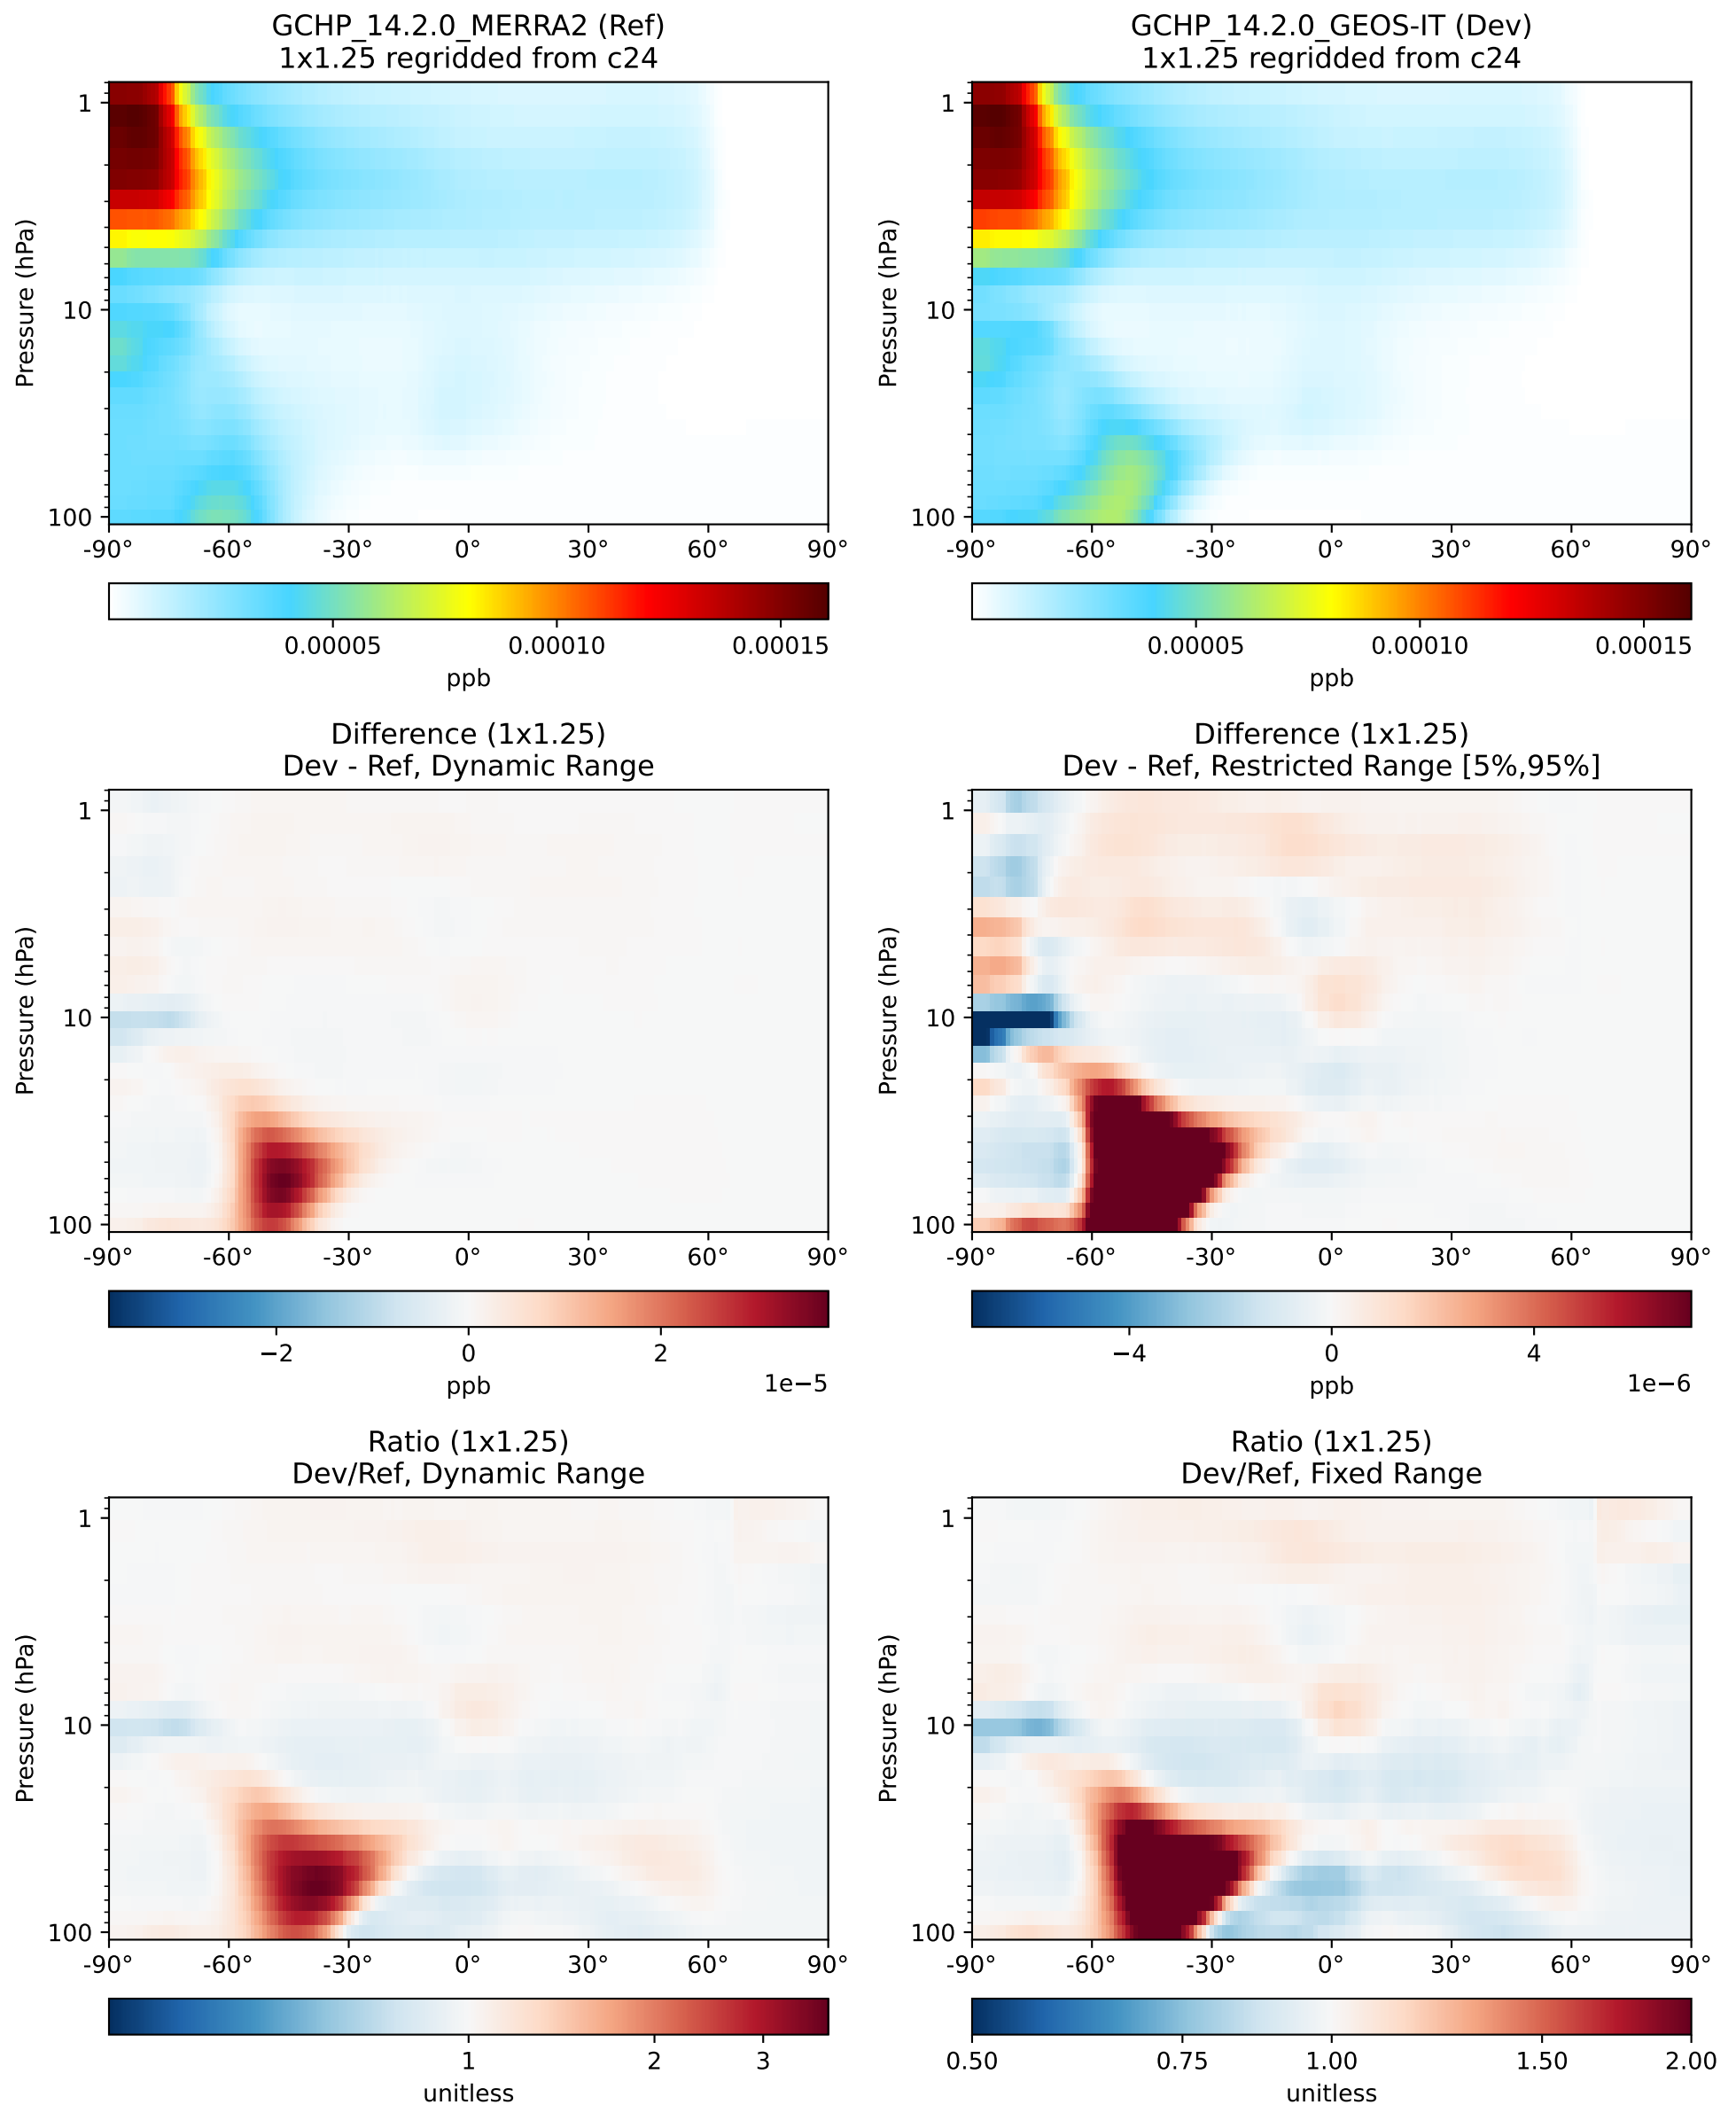 GCHP_14.2.0_MERRA2 (Ref)
1x1.25 regridded from c24
Pressure (hPa)
1
10
100
-90° -60° -30° 0° 30° 60° 90°
0.00005 0.00010 0.00015
ppb
GCHP_14.2.0_GEOS-IT (Dev)
1x1.25 regridded from c24
Pressure (hPa)
1
10
100
-90° -60° -30° 0° 30° 60° 90°
0.00005 0.00010 0.00015
ppb
Difference (1x1.25)
Dev - Ref, Dynamic Range
Pressure (hPa)
1
10
100
-90° -60° -30° 0° 30° 60° 90°
−2 0 2
ppb
1e−5
Difference (1x1.25)
Dev - Ref, Restricted Range [5%,95%]
Pressure (hPa)
1
10
100
-90° -60° -30° 0° 30° 60° 90°
−4 0 4
ppb
1e−6
Ratio (1x1.25)
Dev/Ref, Dynamic Range
Pressure (hPa)
1
10
100
-90° -60° -30° 0° 30° 60° 90°
1 2 3
unitless
Ratio (1x1.25)
Dev/Ref, Fixed Range
Pressure (hPa)
1
10
100
-90° -60° -30° 0° 30° 60° 90°
0.50 0.75 1.00 1.50 2.00
unitless